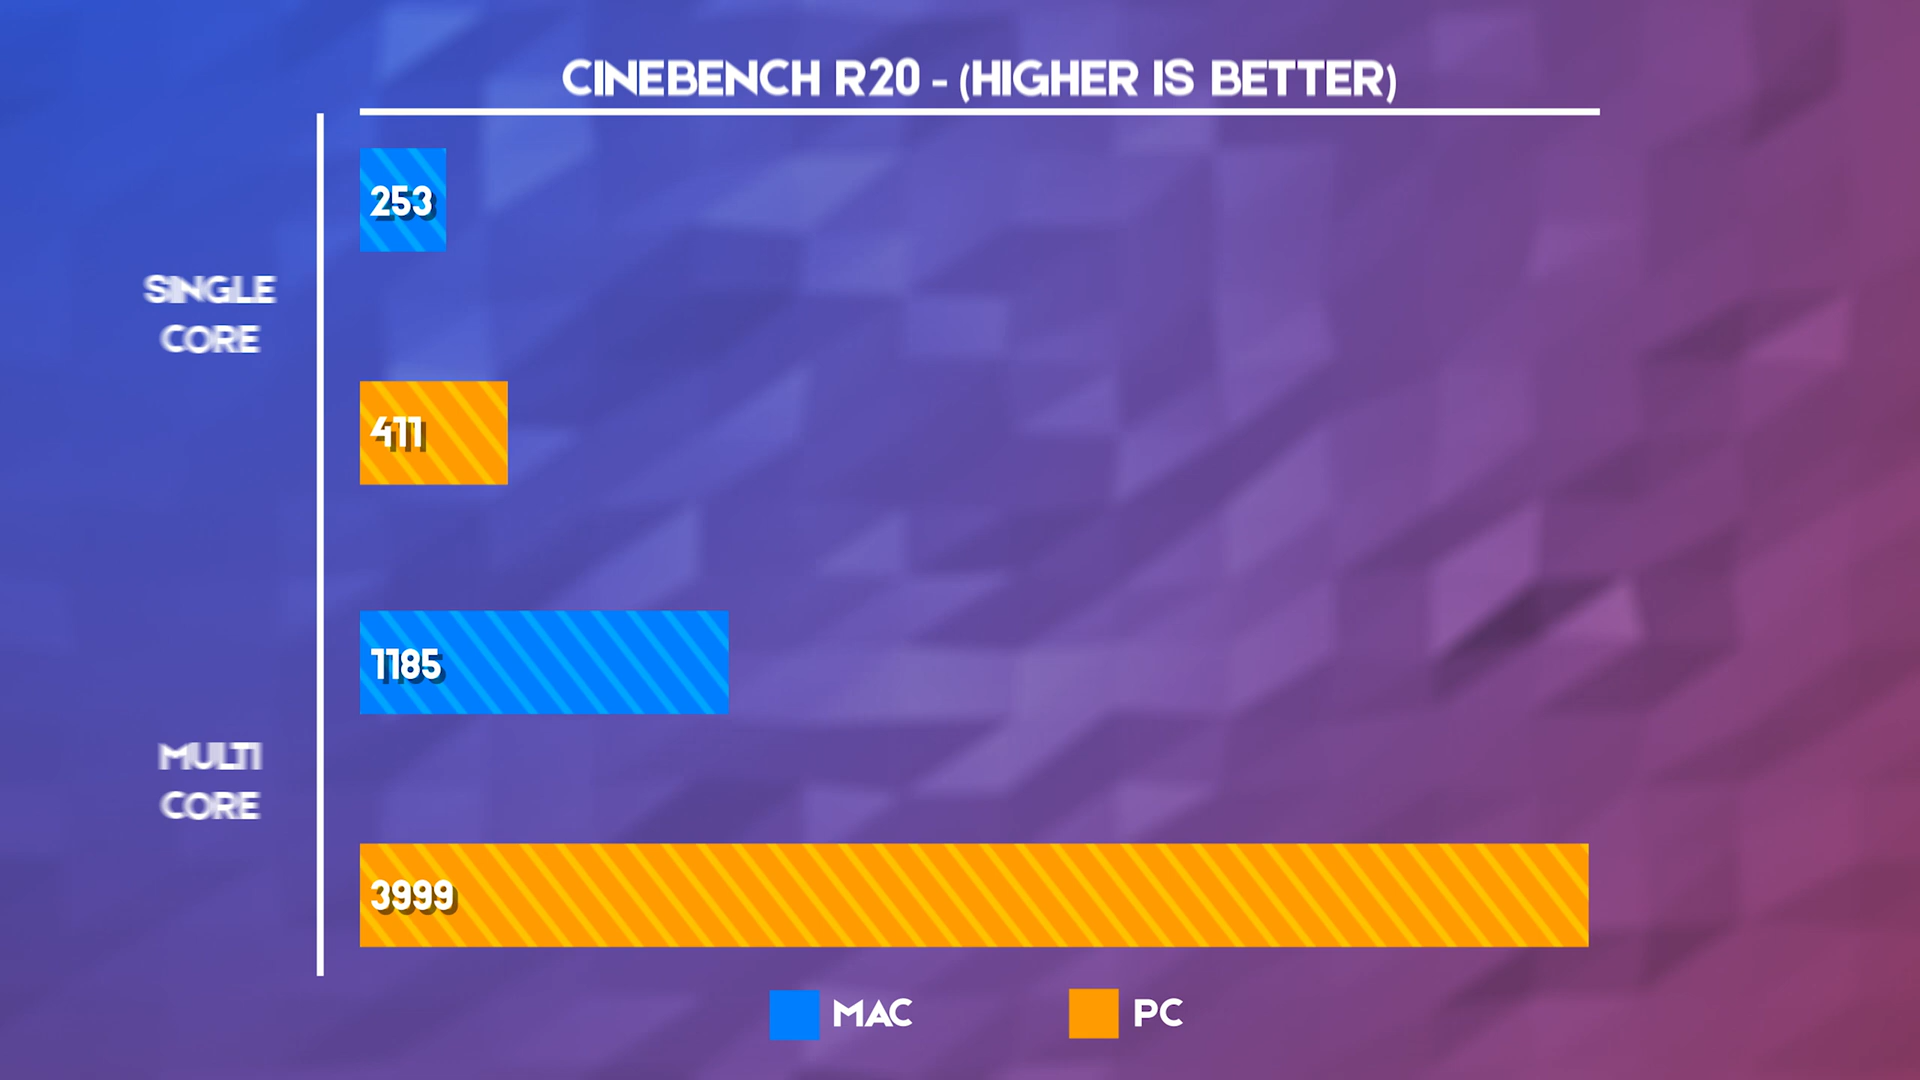 CINEBENCH R20 - (HIGHER IS BETTER)
253
SINGLE
CORE
411
1185
MULTI
CORE
3999
MAC
PC